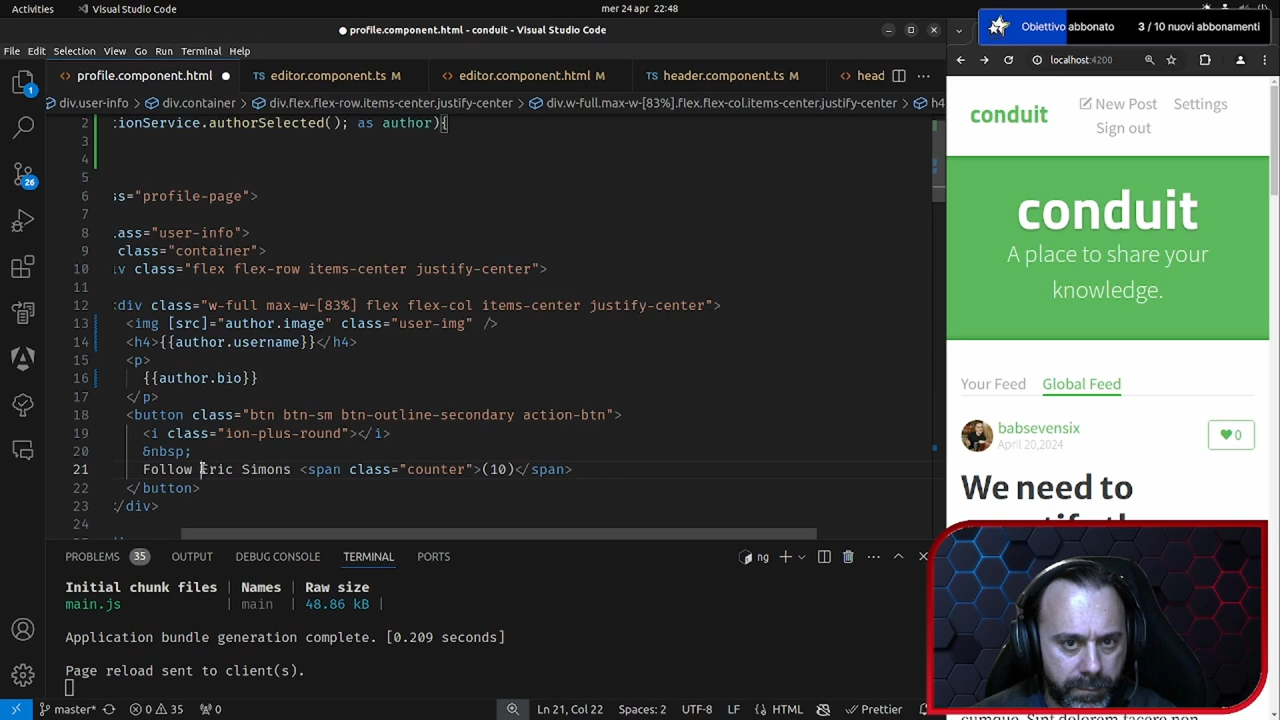 Activities
Visual Studio Code
mer 24 apr 22:48
profile.component.html - conduit - Visual Studio Code
File Edit Selection View Go Run Terminal Help
profile.component.html
editor.component.ts M
editor.component.html M
header.component.ts M
head
div.user-info > div.container > div.flex.flex-row.items-center.justify-center > div.w-full.max-w-[83%].flex.flex-col.items-center.justify-center > h4
2 ionService.authorSelected(); as author){
3
4
5
6 ss="profile-page">
7
8 ass="user-info">
9 class="container">
10 v class="flex flex-row items-center justify-center">
11
12 div class="w-full max-w-[83%] flex flex-col items-center justify-center">
13 <img [src]="author.image" class="user-img" />
14 <h4>{{author.username}}</h4>
15 <p>
16 {{author.bio}}
17 </p>
18 <button class="btn btn-sm btn-outline-secondary action-btn">
19 <i class="ion-plus-round"></i>
20 &nbsp;
21 Follow Eric Simons <span class="counter">(10)</span>
22 </button>
23 /div>
24
PROBLEMS 35 OUTPUT DEBUG CONSOLE TERMINAL PORTS
ng
Initial chunk files | Names | Raw size
main.js | main | 48.86 kB |
Application bundle generation complete. [0.209 seconds]
Page reload sent to client(s).
master* 0 35 0
Ln 21, Col 22 Spaces: 2 UTF-8 LF HTML Prettier
1
26
Obiettivo abbonato 3 / 10 nuovi abbonamenti
localhost:4200
conduit
New Post Settings
Sign out
conduit
A place to share your
knowledge.
Your Feed Global Feed
babsevensix
April 20,2024
0
We need to